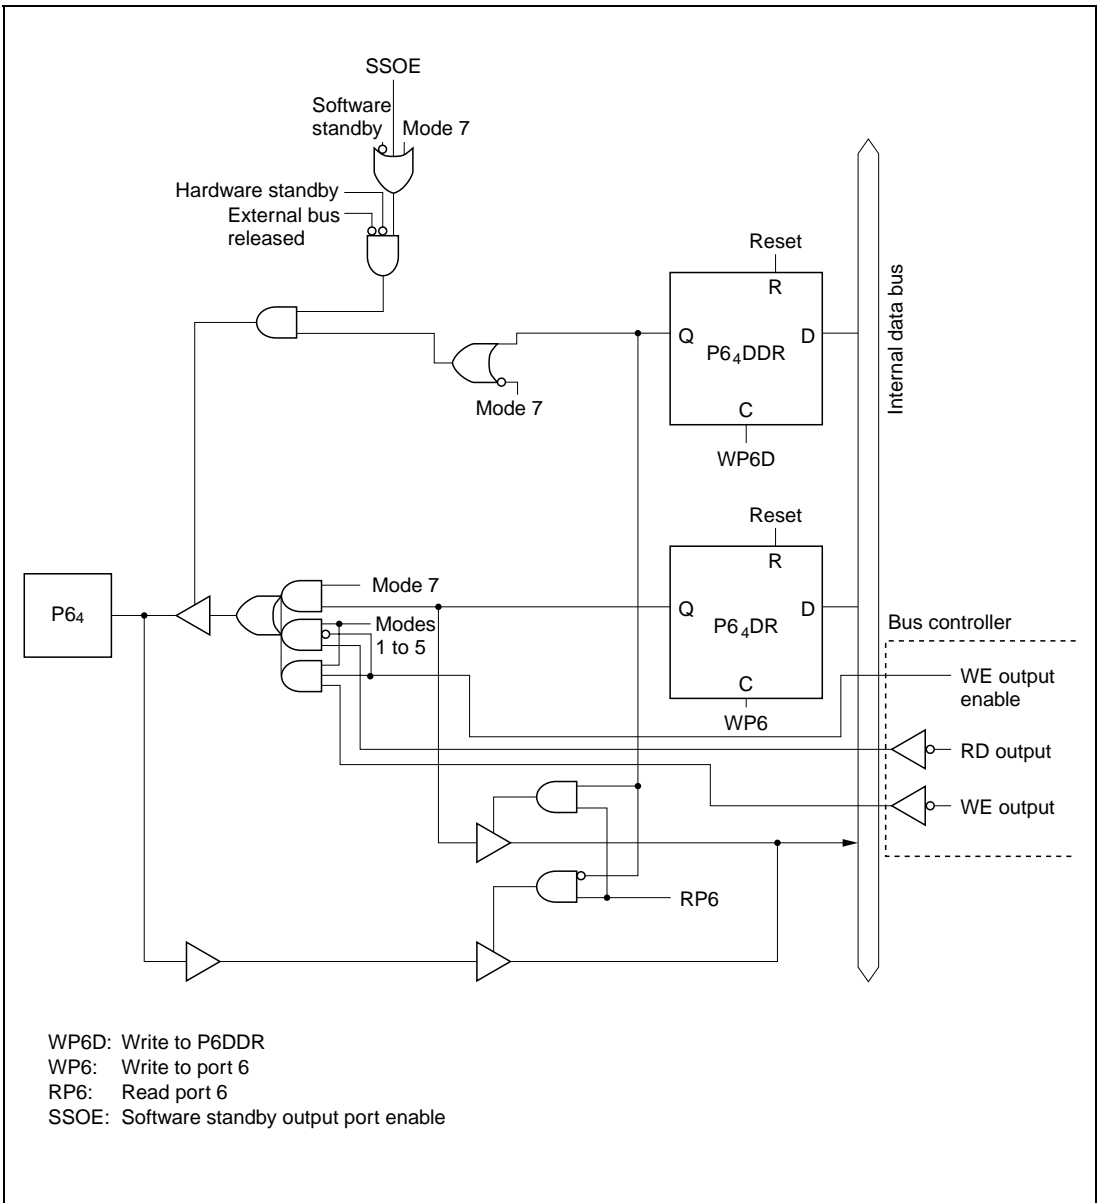 SSOE
Software
standby
Mode 7
Hardware standby
External bus
released
Reset
R
Q
P6₄DDR
D
C
WP6D
Mode 7
Internal data bus
Reset
R
Q
P6₄DR
D
C
WP6
P6₄
Mode 7
Modes
1 to 5
Bus controller
WE output
enable
RD output
WE output
RP6
WP6D: Write to P6DDR
WP6: Write to port 6
RP6: Read port 6
SSOE: Software standby output port enable